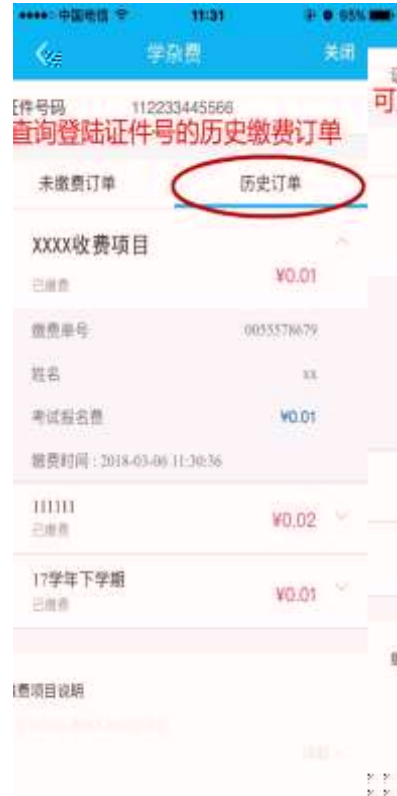 中国电信 11:31 65%
学杂费 关闭
证件号码 112233445566
查询登陆证件号的历史缴费订单
可
未缴费订单 历史订单
XXXX收费项目
已缴费 ¥0.01
缴费单号 0055578679
姓名 xx
考试报名费 ¥0.01
缴费时间 : 2018-03-06 11:30:36
111111
已缴费 ¥0.02
17学年下学期
已缴费 ¥0.01
费项目说明